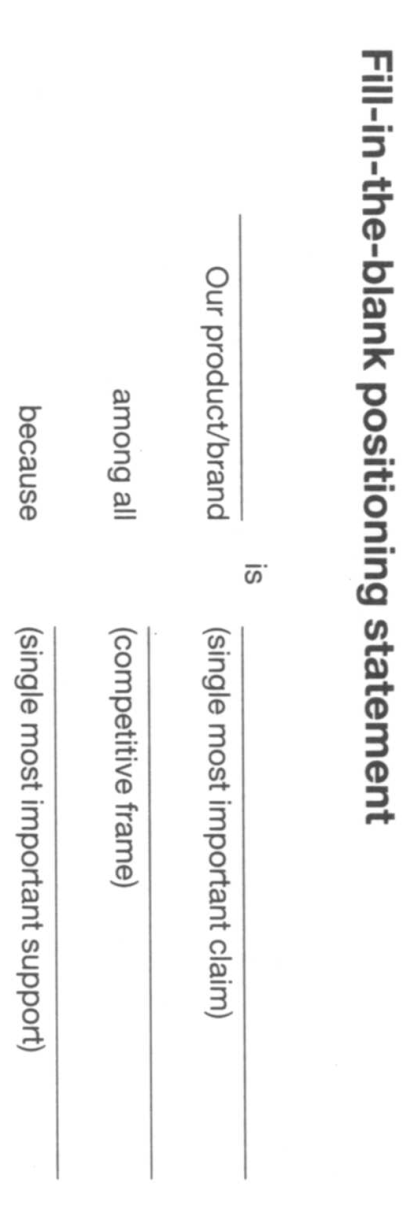 Fill-in-the-blank positioning statement
is
Our product/brand (single most important claim)
among all (competitive frame)
because (single most important support)